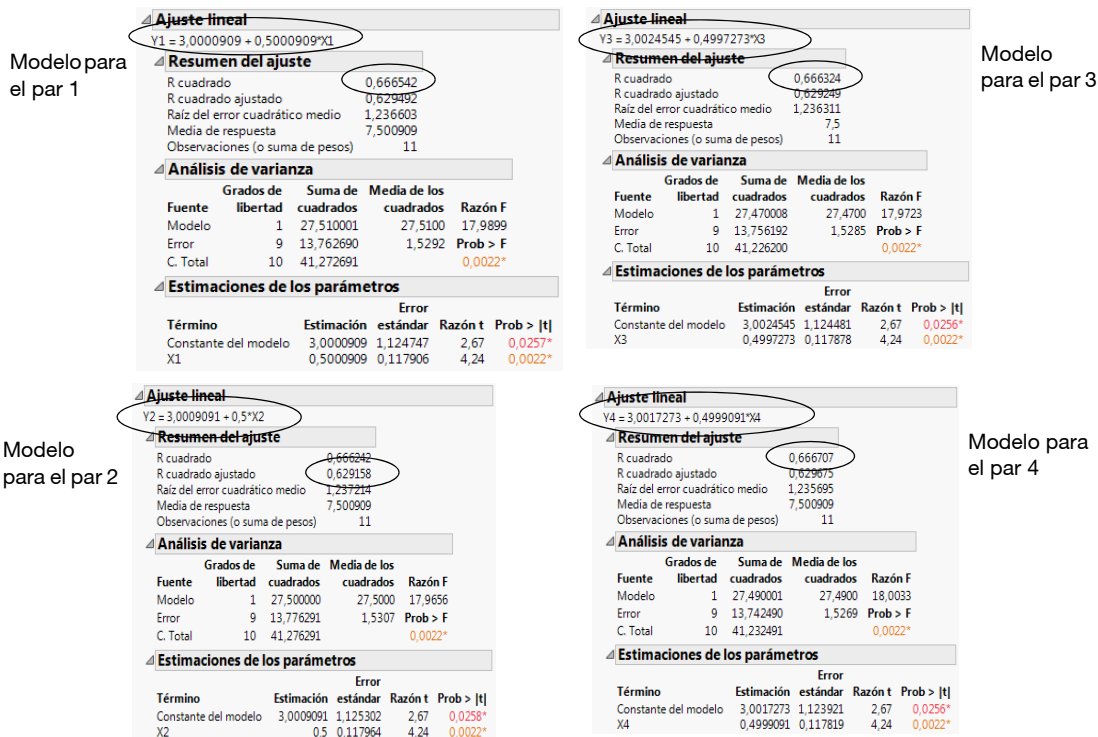 Modelo para
el par 1
Ajuste lineal
Y1 = 3,0000909 + 0,5000909*X1
Resumen del ajuste
R cuadrado 0,666542
R cuadrado ajustado 0,629492
Raíz del error cuadrático medio 1,236603
Media de respuesta 7,500909
Observaciones (o suma de pesos) 11
Análisis de varianza
Grados de Suma de Media de los
Fuente libertad cuadrados cuadrados Razón F
Modelo 1 27,510001 27,5100 17,9899
Error 9 13,762690 1,5292 Prob > F
C. Total 10 41,272691 0,0022*
Estimaciones de los parámetros
Error
Término Estimación estándar Razón t Prob > |t|
Constante del modelo 3,0000909 1,124747 2,67 0,0257*
X1 0,5000909 0,117906 4,24 0,0022*
Modelo
para el par 3
Ajuste lineal
Y3 = 3,0024545 + 0,4997273*X3
Resumen del ajuste
R cuadrado 0,666324
R cuadrado ajustado 0,629249
Raíz del error cuadrático medio 1,236311
Media de respuesta 7,5
Observaciones (o suma de pesos) 11
Análisis de varianza
Grados de Suma de Media de los
Fuente libertad cuadrados cuadrados Razón F
Modelo 1 27,470008 27,4700 17,9723
Error 9 13,756192 1,5285 Prob > F
C. Total 10 41,226200 0,0022*
Estimaciones de los parámetros
Error
Término Estimación estándar Razón t Prob > |t|
Constante del modelo 3,0024545 1,124481 2,67 0,0256*
X3 0,4997273 0,117878 4,24 0,0022*
Modelo
para el par 2
Ajuste lineal
Y2 = 3,0009091 + 0,5*X2
Resumen del ajuste
R cuadrado 0,666242
R cuadrado ajustado 0,629158
Raíz del error cuadrático medio 1,237214
Media de respuesta 7,500909
Observaciones (o suma de pesos) 11
Análisis de varianza
Grados de Suma de Media de los
Fuente libertad cuadrados cuadrados Razón F
Modelo 1 27,500000 27,5000 17,9656
Error 9 13,776291 1,5307 Prob > F
C. Total 10 41,276291 0,0022*
Estimaciones de los parámetros
Error
Término Estimación estándar Razón t Prob > |t|
Constante del modelo 3,0009091 1,125302 2,67 0,0258*
X2 0.5 0,117964 4,24 0,0022*
Modelo para
el par 4
Ajuste lineal
Y4 = 3,0017273 + 0,4999091*X4
Resumen del ajuste
R cuadrado 0,666707
R cuadrado ajustado 0,629675
Raíz del error cuadrático medio 1,235695
Media de respuesta 7,500909
Observaciones (o suma de pesos) 11
Análisis de varianza
Grados de Suma de Media de los
Fuente libertad cuadrados cuadrados Razón F
Modelo 1 27,490001 27,4900 18,0033
Error 9 13,742490 1,5269 Prob > F
C. Total 10 41,232491 0,0022*
Estimaciones de los parámetros
Error
Término Estimación estándar Razón t Prob > |t|
Constante del modelo 3,0017273 1,123921 2,67 0,0256*
X4 0,4999091 0,117819 4,24 0,0022*